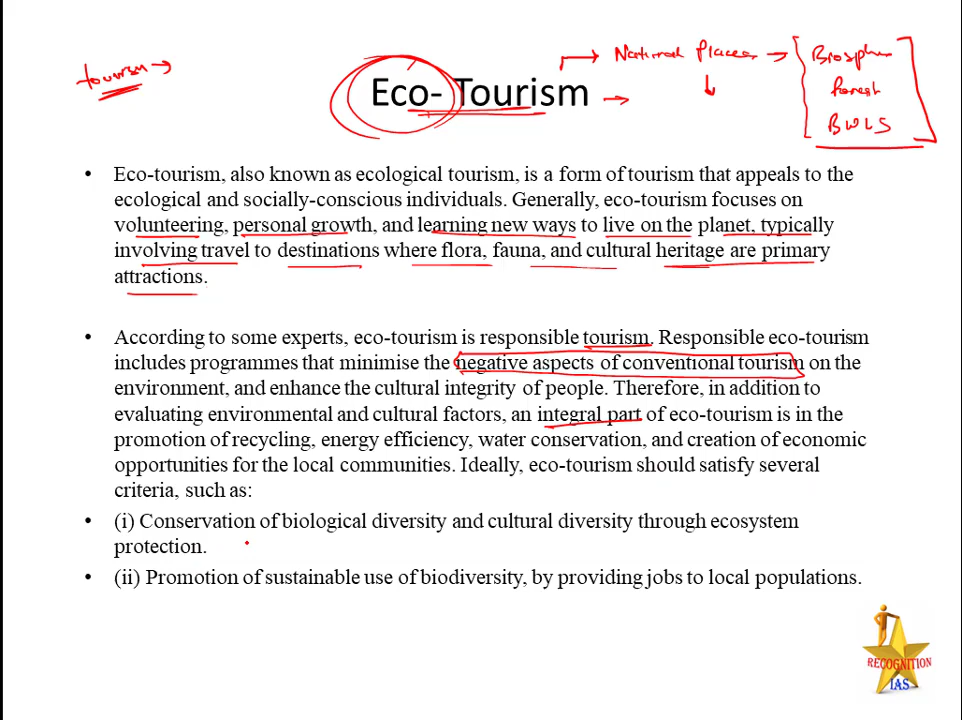 tourism →
National Places →
Biosphere
Forest
BWLS
Eco- Tourism
• Eco-tourism, also known as ecological tourism, is a form of tourism that appeals to the
ecological and socially-conscious individuals. Generally, eco-tourism focuses on
volunteering, personal growth, and learning new ways to live on the planet, typically
involving travel to destinations where flora, fauna, and cultural heritage are primary
attractions.
• According to some experts, eco-tourism is responsible tourism. Responsible eco-tourism
includes programmes that minimise the negative aspects of conventional tourism on the
environment, and enhance the cultural integrity of people. Therefore, in addition to
evaluating environmental and cultural factors, an integral part of eco-tourism is in the
promotion of recycling, energy efficiency, water conservation, and creation of economic
opportunities for the local communities. Ideally, eco-tourism should satisfy several
criteria, such as:
• (i) Conservation of biological diversity and cultural diversity through ecosystem
protection.
• (ii) Promotion of sustainable use of biodiversity, by providing jobs to local populations.
RECOGNITION
IAS